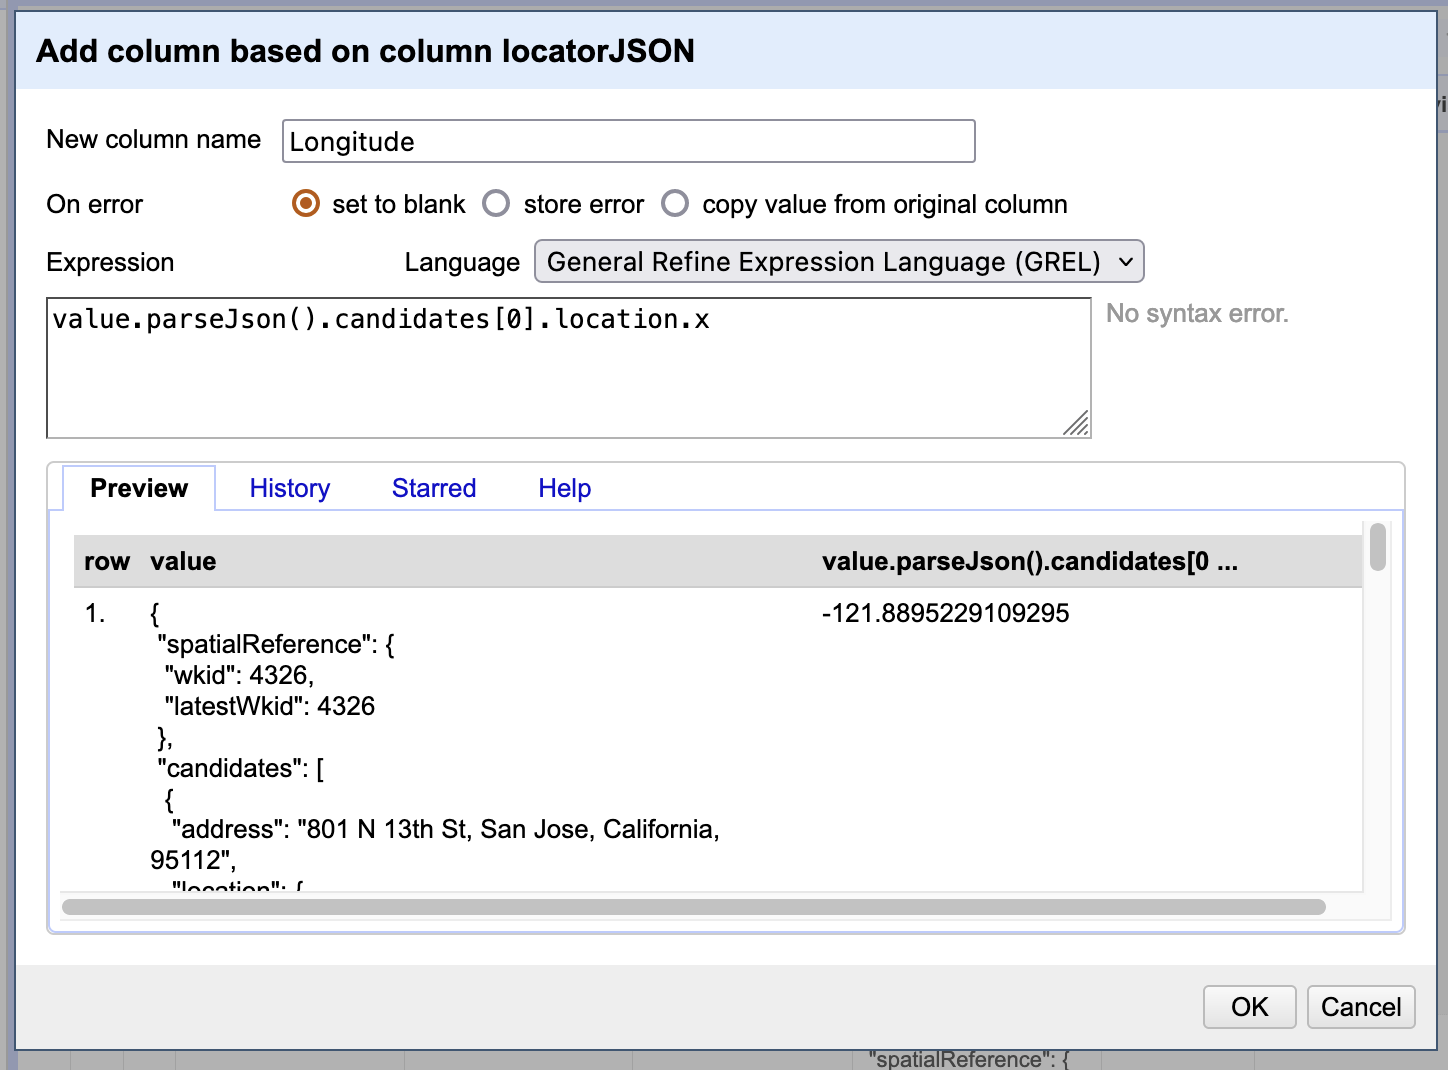 Add column based on column locatorJSON
New column name Longitude
On error set to blank store error copy value from original column
Expression Language General Refine Expression Language (GREL)
value.parseJson().candidates[0].location.x
No syntax error.
Preview History Starred Help
row value value.parseJson().candidates[0 ...
1. { -121.8895229109295
"spatialReference": {
"wkid": 4326,
"latestWkid": 4326
},
"candidates": [
{
"address": "801 N 13th St, San Jose, California,
95112",
"location": {
OK Cancel
"spatialReference": {